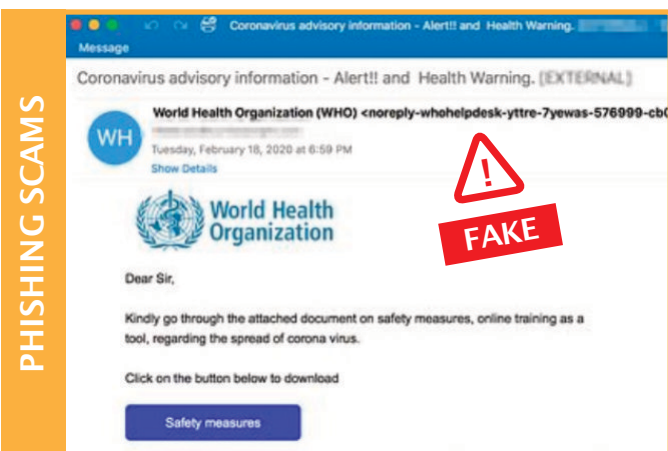 PHISHING SCAMS
Coronavirus advisory information - Alert!! and Health Warning.
Message
Coronavirus advisory information - Alert!! and Health Warning. [EXTERNAL]
World Health Organization (WHO) <noreply-whohelpdesk-yttre-7yewas-576999-cb0
WH
Tuesday, February 18, 2020 at 6:59 PM
Show Details
!
FAKE
World Health
Organization
Dear Sir,
Kindly go through the attached document on safety measures, online training as a
tool, regarding the spread of corona virus.
Click on the button below to download
Safety measures